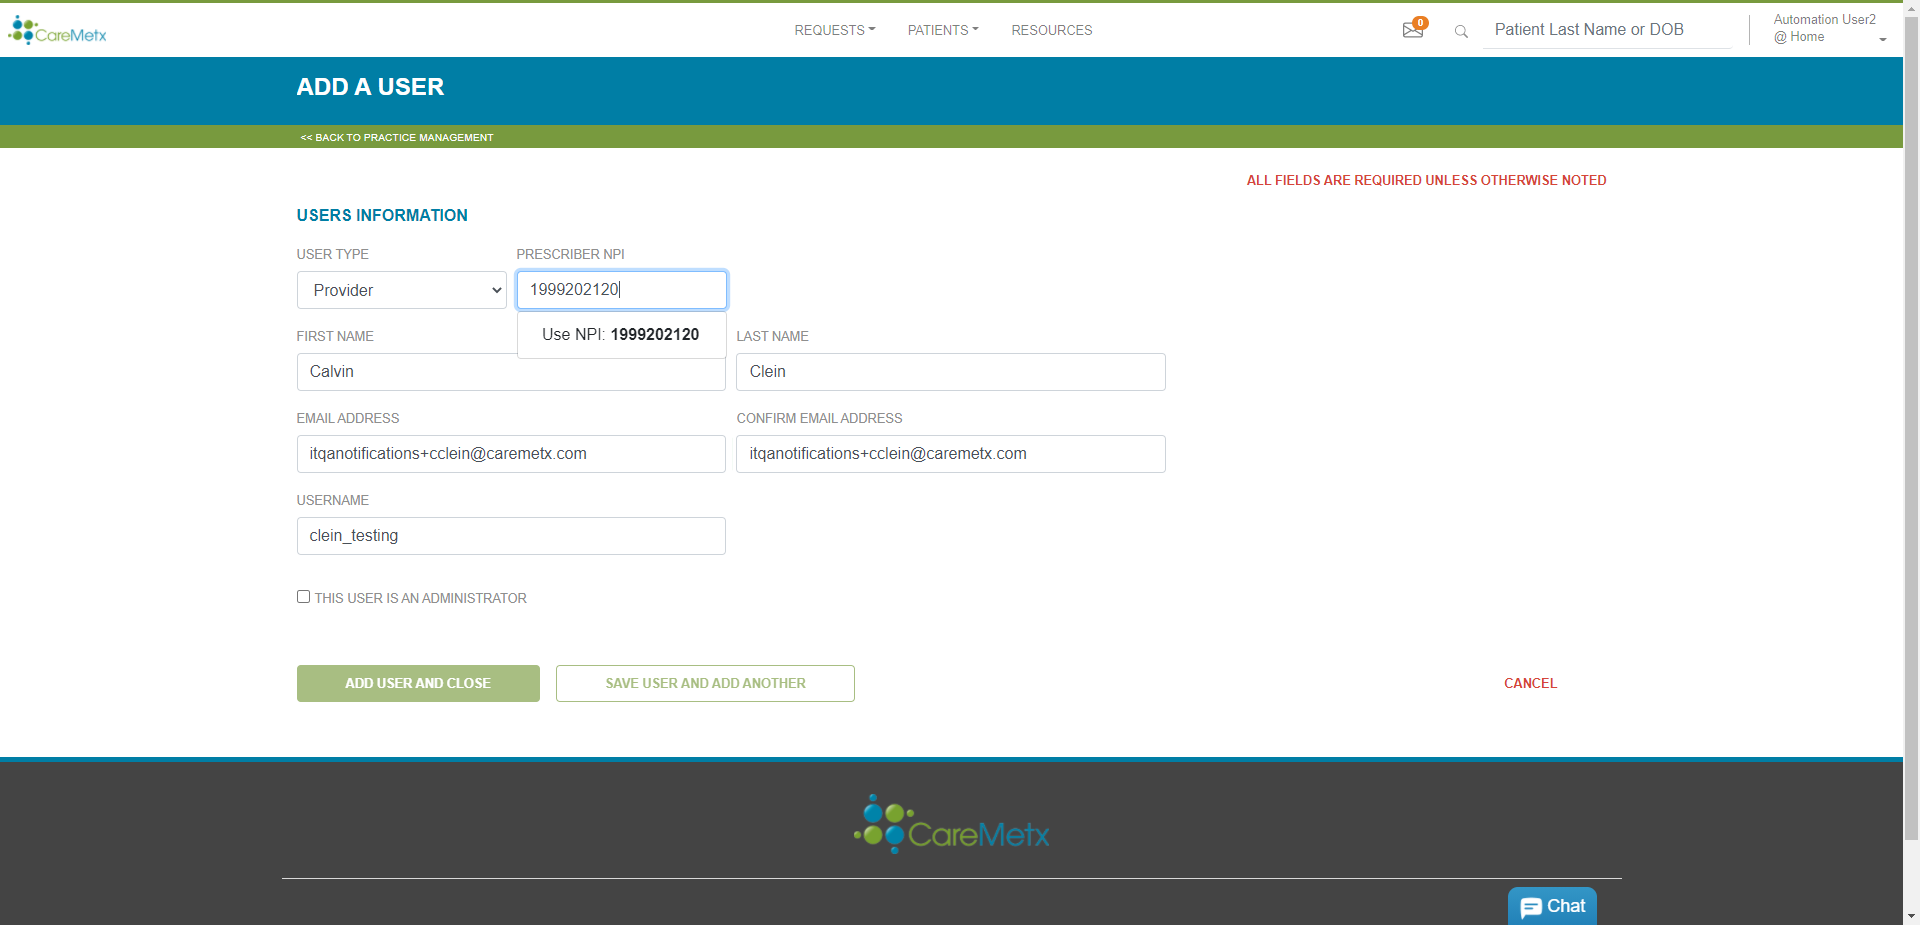 CareMetx
REQUESTS
PATIENTS
RESOURCES
0
Patient Last Name or DOB
Automation User2
@ Home
ADD A USER
<< BACK TO PRACTICE MANAGEMENT
ALL FIELDS ARE REQUIRED UNLESS OTHERWISE NOTED
USERS INFORMATION
USER TYPE
PRESCRIBER NPI
Provider
1999202120
Use NPI: 1999202120
FIRST NAME
LAST NAME
Calvin
Clein
EMAIL ADDRESS
CONFIRM EMAIL ADDRESS
itqanotifications+cclein@caremetx.com
itqanotifications+cclein@caremetx.com
USERNAME
clein_testing
THIS USER IS AN ADMINISTRATOR
ADD USER AND CLOSE
SAVE USER AND ADD ANOTHER
CANCEL
CareMetx
Chat